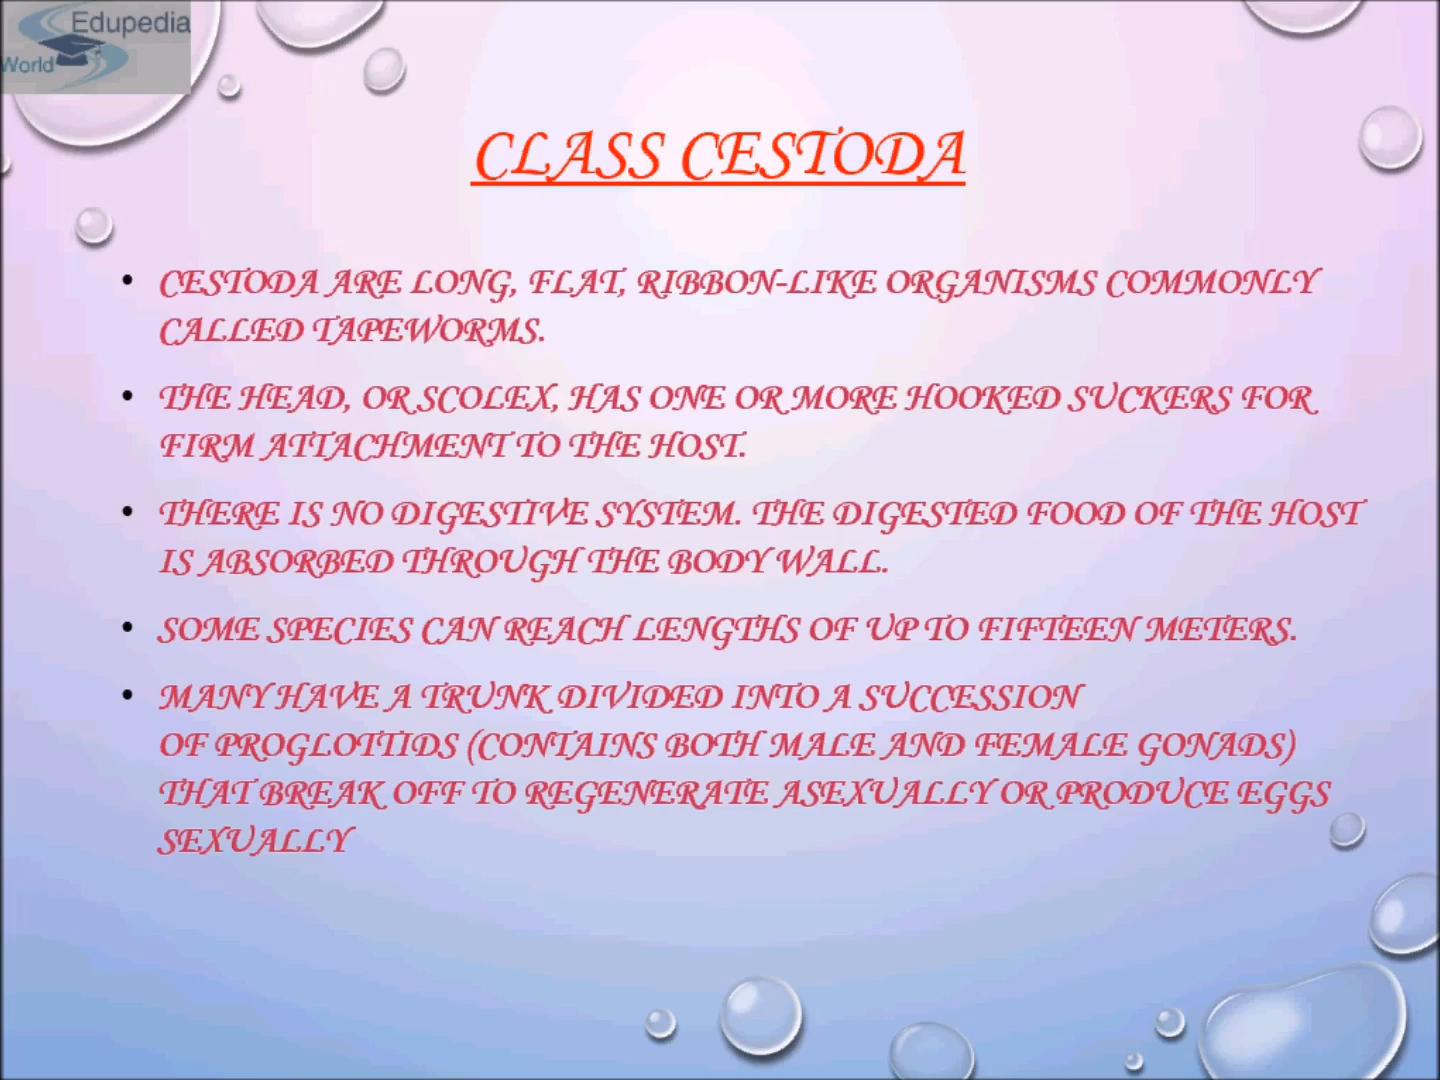 Edupedia
World
CLASS CESTODA
• CESTODA ARE LONG, FLAT, RIBBON-LIKE ORGANISMS COMMONLY
CALLED TAPEWORMS.
• THE HEAD, OR SCOLEX, HAS ONE OR MORE HOOKED SUCKERS FOR
FIRM ATTACHMENT TO THE HOST.
• THERE IS NO DIGESTIVE SYSTEM. THE DIGESTED FOOD OF THE HOST
IS ABSORBED THROUGH THE BODY WALL.
• SOME SPECIES CAN REACH LENGTHS OF UP TO FIFTEEN METERS.
• MANY HAVE A TRUNK DIVIDED INTO A SUCCESSION
OF PROGLOTTIDS (CONTAINS BOTH MALE AND FEMALE GONADS)
THAT BREAK OFF TO REGENERATE ASEXUALLY OR PRODUCE EGGS
SEXUALLY